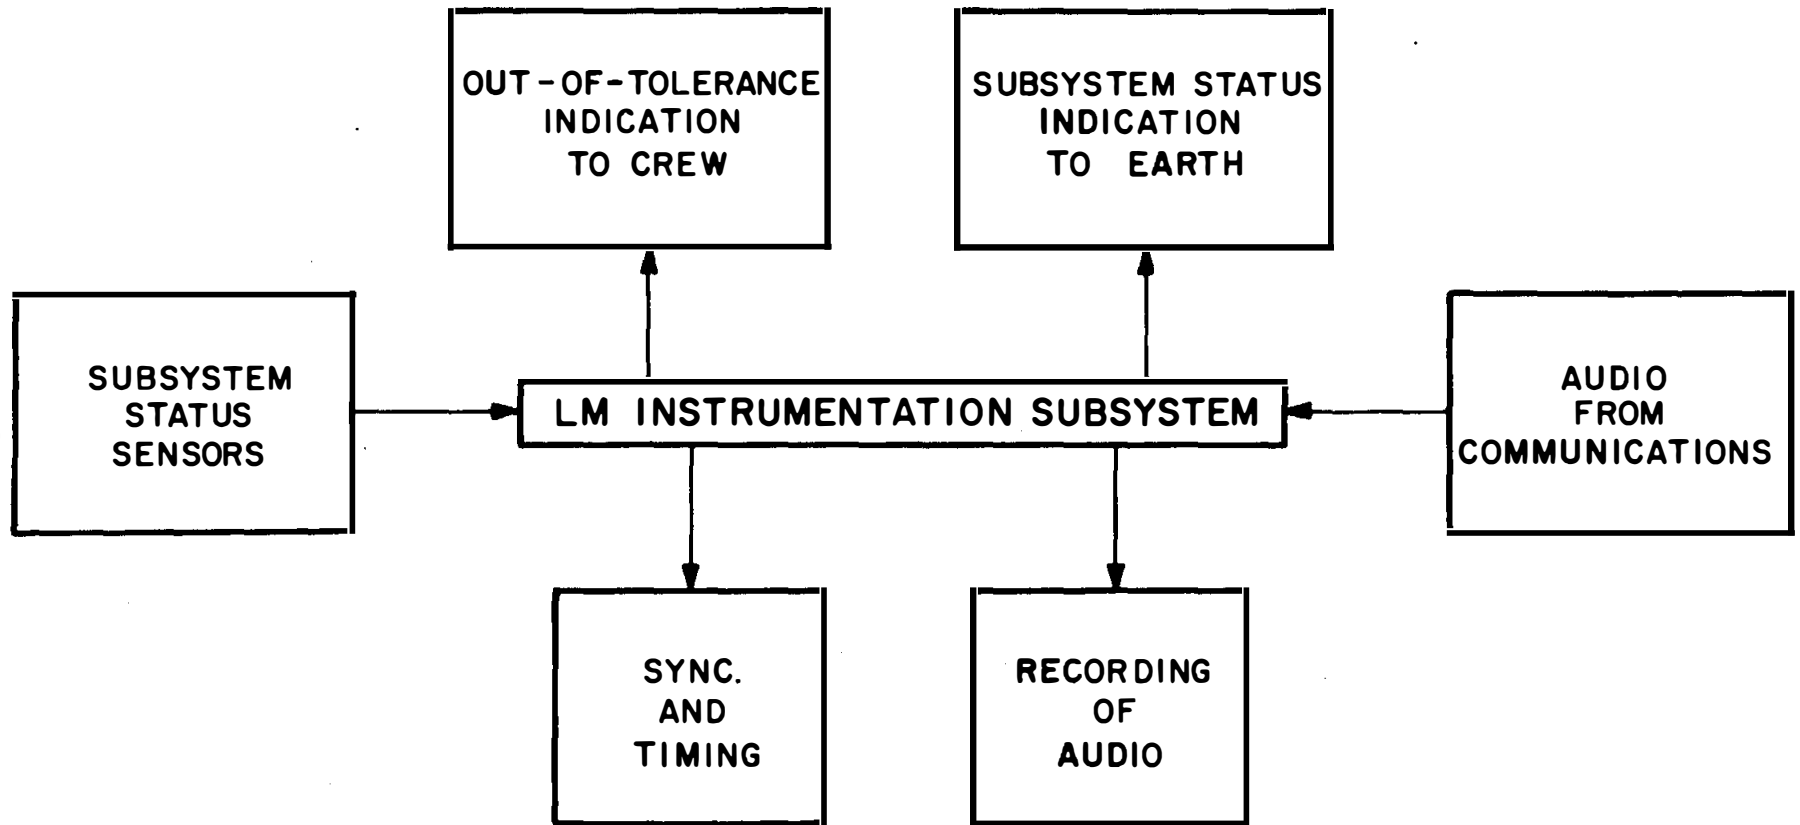 OUT-OF-TOLERANCE
INDICATION
TO CREW
SUBSYSTEM STATUS
INDICATION
TO EARTH
SUBSYSTEM
STATUS
SENSORS
LM INSTRUMENTATION SUBSYSTEM
AUDIO
FROM
COMMUNICATIONS
SYNC.
AND
TIMING
RECORDING
OF
AUDIO